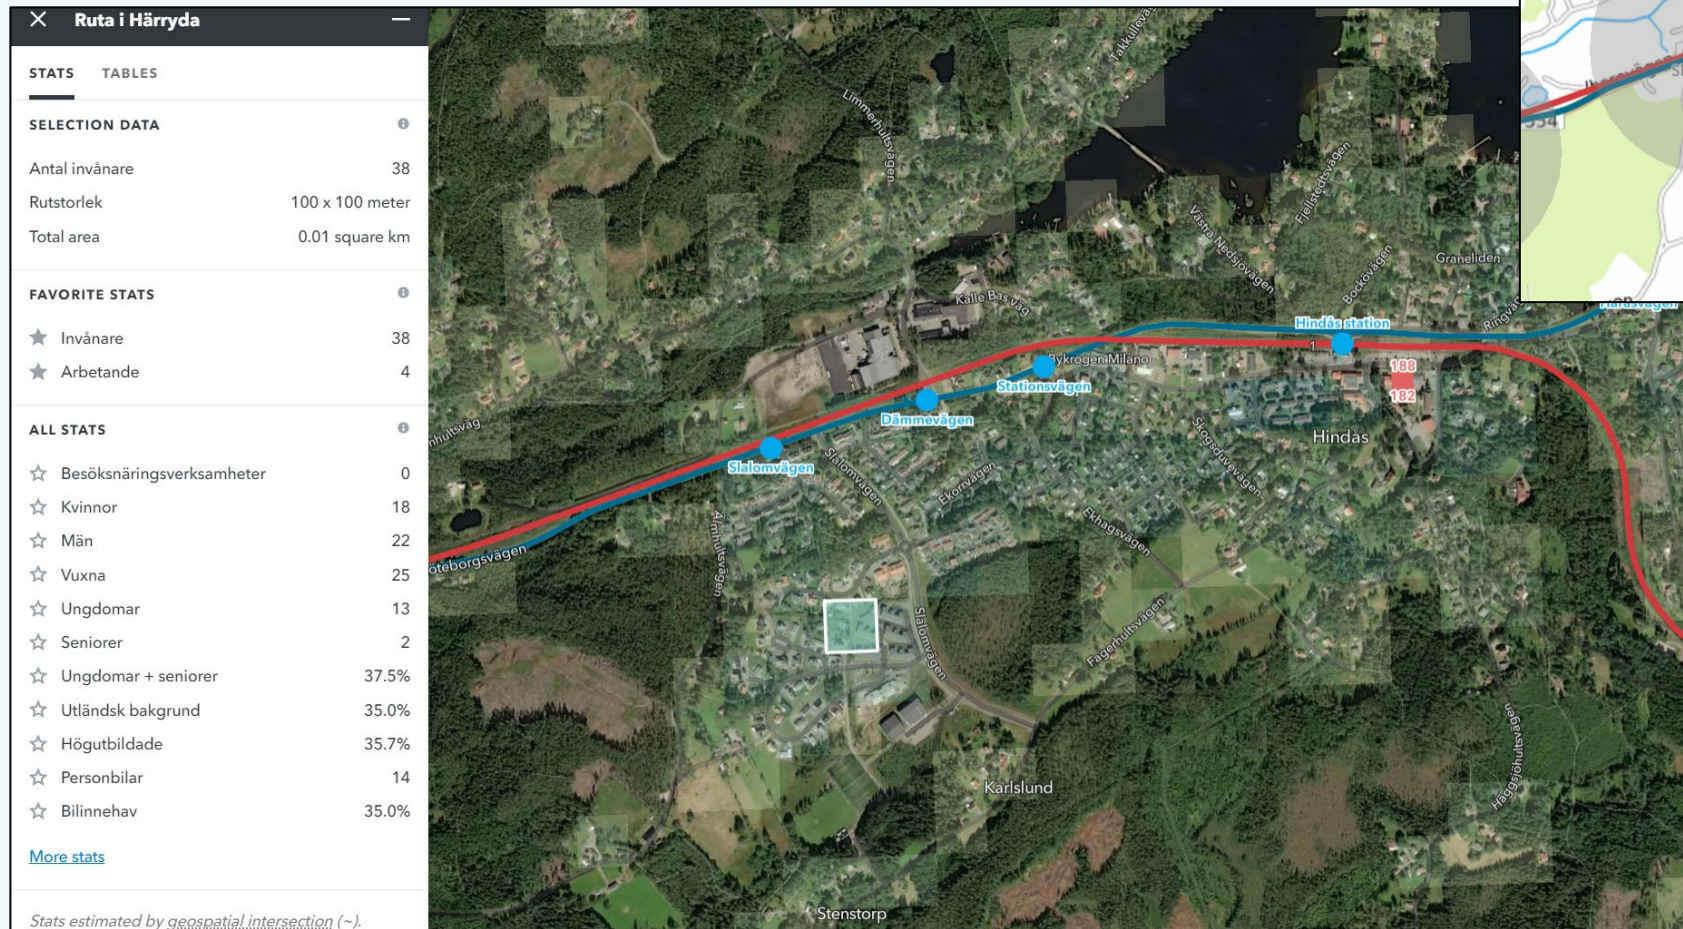 Ruta i Härryda
STATS TABLES
SELECTION DATA
Antal invånare 38
Rutstorlek 100 x 100 meter
Total area 0.01 square km
FAVORITE STATS
Invånare 38
Arbetande 4
ALL STATS
Besöksnäringsverksamheter 0
Kvinnor 18
Män 22
Vuxna 25
Ungdomar 13
Seniorer 2
Ungdomar + seniorer 37.5%
Utländsk bakgrund 35.0%
Högutbildade 35.7%
Personbilar 14
Bilinnehav 35.0%
More stats
Stats estimated by geospatial intersection (~).
Limmerhultsvägen
Fjellstedtsvägen
Västra Nedsjövägen
Bockövägen
Graneliden
Kalle Bas väg
Hindås station
1
Bykrogen Milano
Stationsvägen
188
182
Dämmevägen
Hindås
Slalomvägen
Slalomvägen
Ekorrvägen
Skogsduvevägen
Ekhagsvägen
Älmhultsvägen
Slalomvägen
Fagerhultsvägen
Häggsjöhultsvägen
Karlslund
Stenstorp